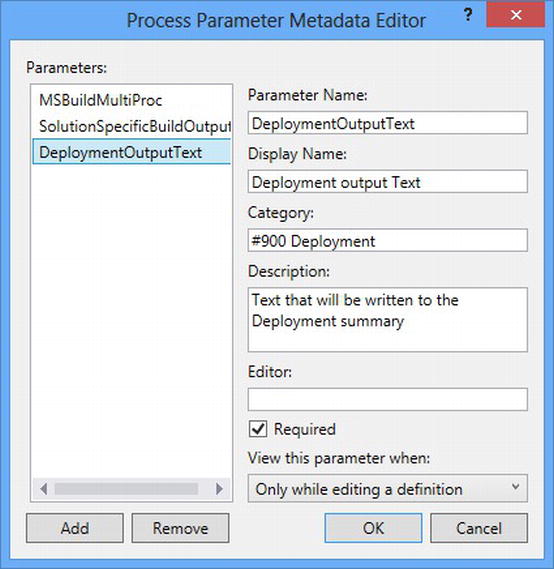 Process Parameter Metadata Editor
?
Parameters:
MSBuildMultiProc
SolutionSpecificBuildOutput
DeploymentOutputText
Add
Remove
Parameter Name:
DeploymentOutputText
Display Name:
Deployment output Text
Category:
#900 Deployment
Description:
Text that will be written to the
Deployment summary
Editor:
Required
View this parameter when:
Only while editing a definition
OK
Cancel